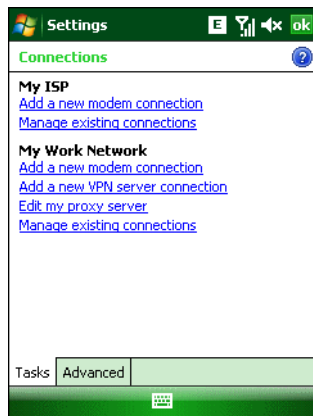 Settings
E
ok
Connections
?
My ISP
Add a new modem connection
Manage existing connections
My Work Network
Add a new modem connection
Add a new VPN server connection
Edit my proxy server
Manage existing connections
Tasks Advanced